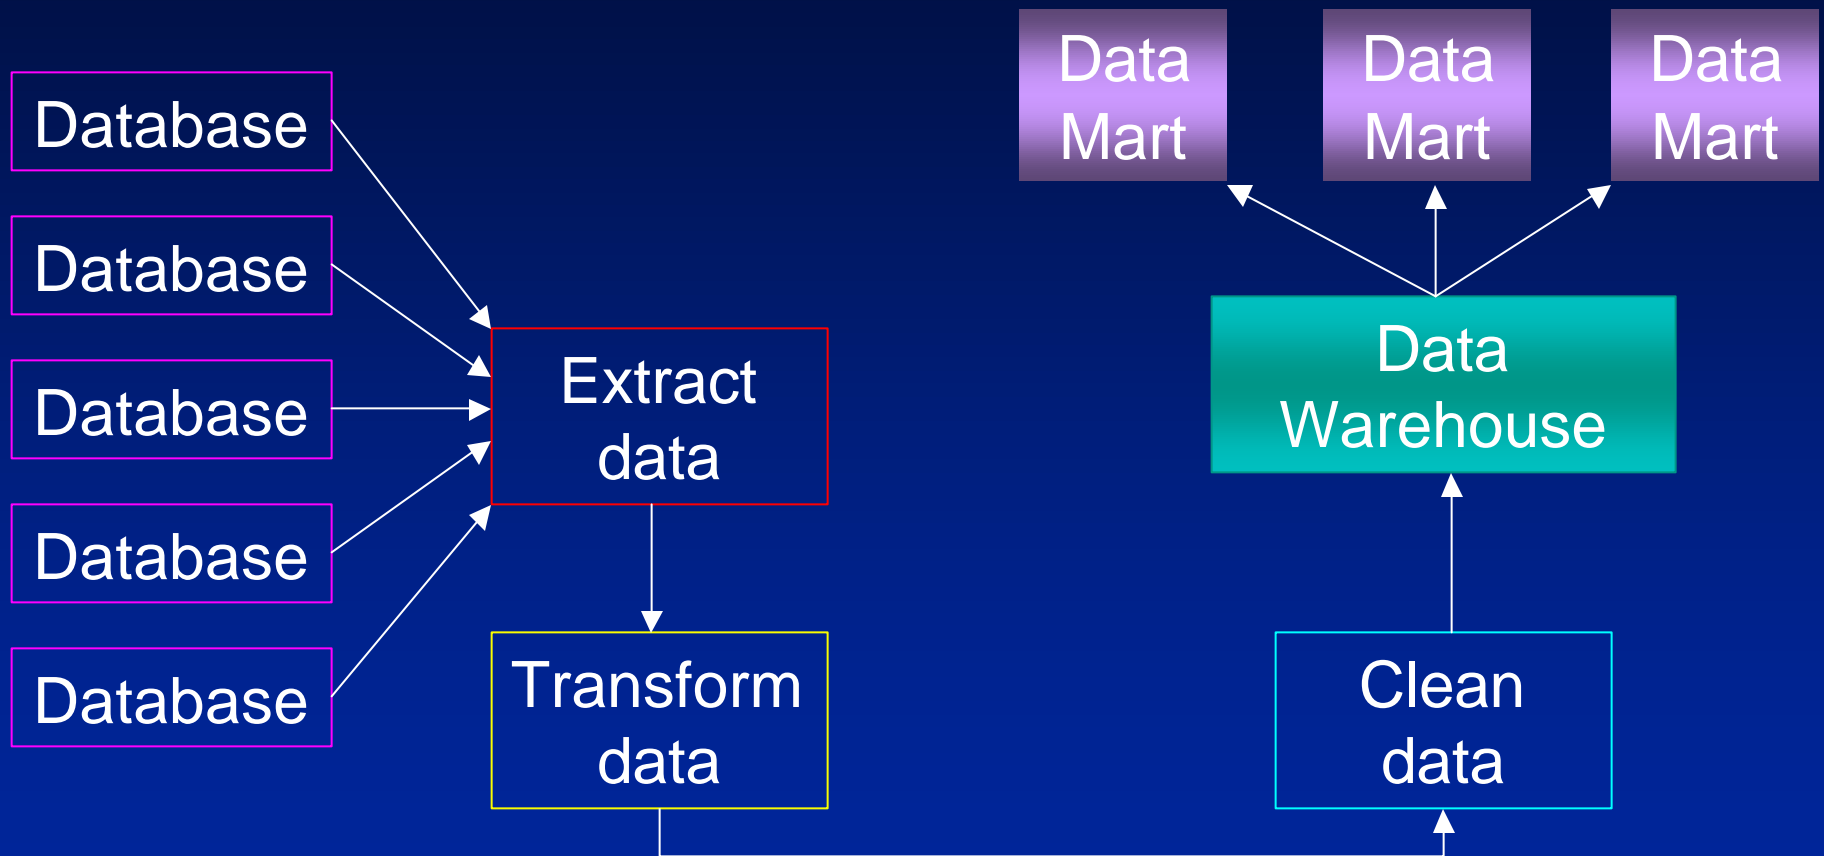 Database
Database
Database
Database
Database
Extract
data
Transform
data
Clean
data
Data
Warehouse
Data
Mart
Data
Mart
Data
Mart